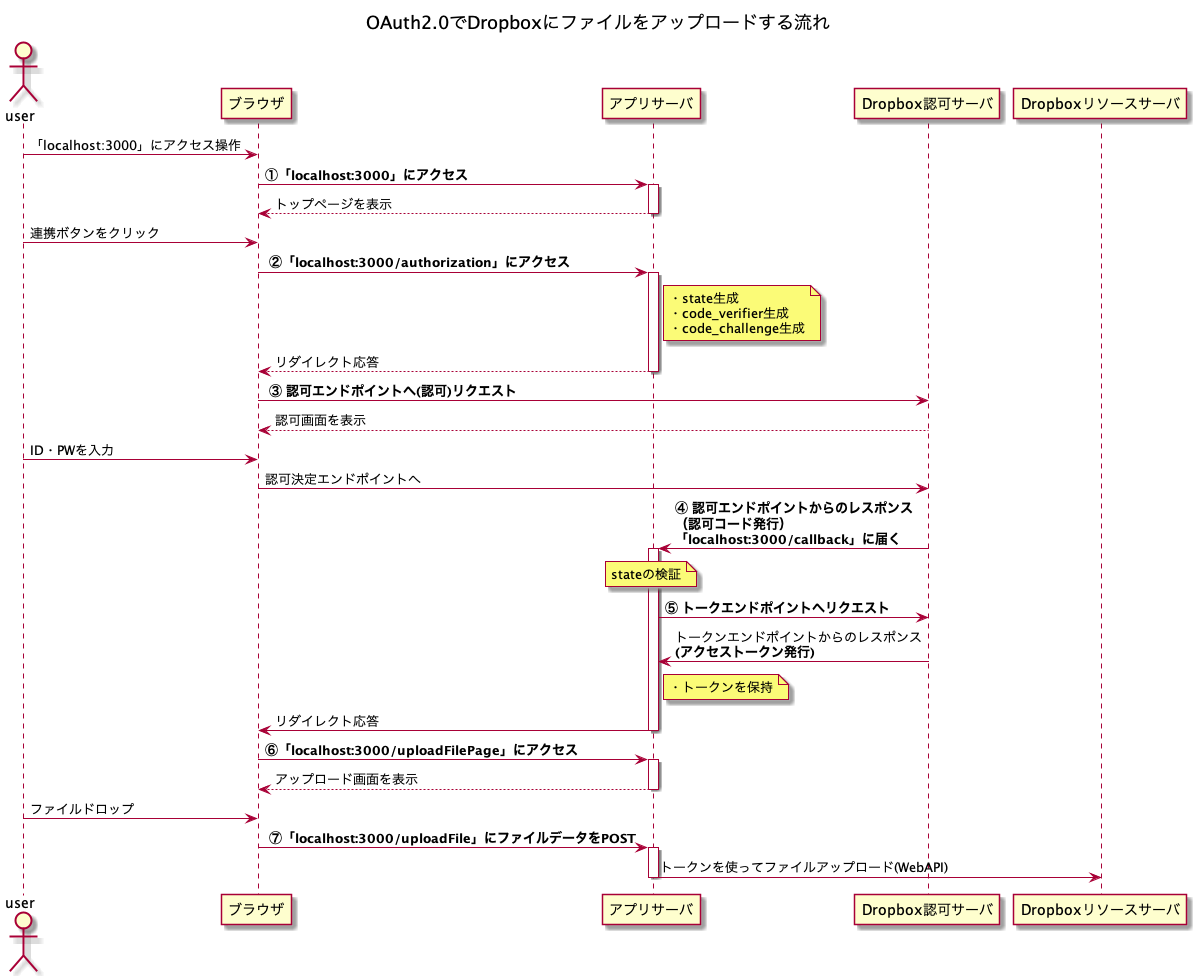 OAuth2.0でDropboxにファイルをアップロードする流れ
user
ブラウザ
アプリサーバ
Dropbox認可サーバ
Dropboxリソースサーバ
「localhost:3000」にアクセス操作
①「localhost:3000」にアクセス
トップページを表示
連携ボタンをクリック
②「localhost:3000/authorization」にアクセス
・state生成
・code_verifier生成
・code_challenge生成
リダイレクト応答
③ 認可エンドポイントへ(認可)リクエスト
認可画面を表示
ID・PWを入力
認可決定エンドポイントへ
④ 認可エンドポイントからのレスポンス
（認可コード発行）
「localhost:3000/callback」に届く
stateの検証
⑤ トークエンドポイントへリクエスト
トークンエンドポイントからのレスポンス
(アクセストークン発行)
・トークンを保持
リダイレクト応答
⑥「localhost:3000/uploadFilePage」にアクセス
アップロード画面を表示
ファイルドロップ
⑦「localhost:3000/uploadFile」にファイルデータをPOST
トークンを使ってファイルアップロード(WebAPI)
user
ブラウザ
アプリサーバ
Dropbox認可サーバ
Dropboxリソースサーバ